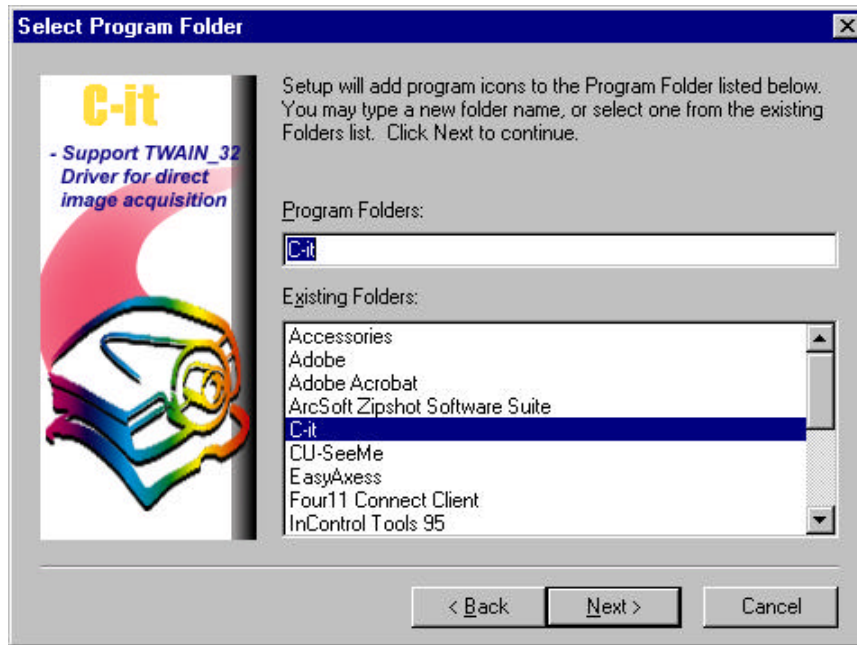 Select Program Folder
C-it
- Support TWAIN_32
Driver for direct
image acquisition
Setup will add program icons to the Program Folder listed below.
You may type a new folder name, or select one from the existing
Folders list. Click Next to continue.
Program Folders:
C-it
Existing Folders:
Accessories
Adobe
Adobe Acrobat
ArcSoft Zipshot Software Suite
C-it
CU-SeeMe
EasyAxess
Four11 Connect Client
InControl Tools 95
< Back
Next >
Cancel